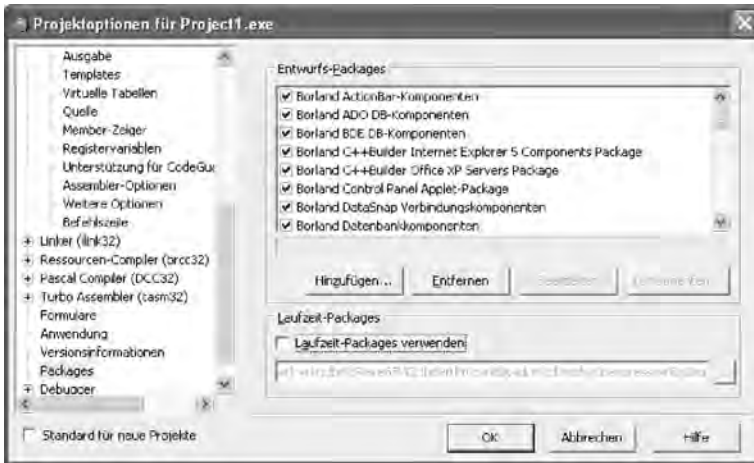 Projektoptionen für Project1.exe
Ausgabe
Templates
Virtuelle Tabellen
Quelle
Member-Zeiger
Registervariablen
Unterstützung für CodeGu
Assembler-Optionen
Weitere Optionen
Befehlszeile
Linker (ilink32)
Ressourcen-Compiler (brcc32)
Pascal Compiler (DCC32)
Turbo Assembler (tasm32)
Formulare
Anwendung
Versionsinformationen
Packages
Debugger
Standard für neue Projekte
Entwurfs-Packages
Borland ActionBar-Komponenten
Borland ADO DB-Komponenten
Borland BDE DB-Komponenten
Borland C++Builder Internet Explorer 5 Components Package
Borland C++Builder Office XP Servers Package
Borland Control Panel Applet-Package
Borland DataSnap Verbindungskomponenten
Borland Datenbankkomponenten
Hinzufügen... Entfernen Bearbeiten
Laufzeit-Packages
Laufzeit-Packages verwenden
...
OK Abbrechen Hilfe